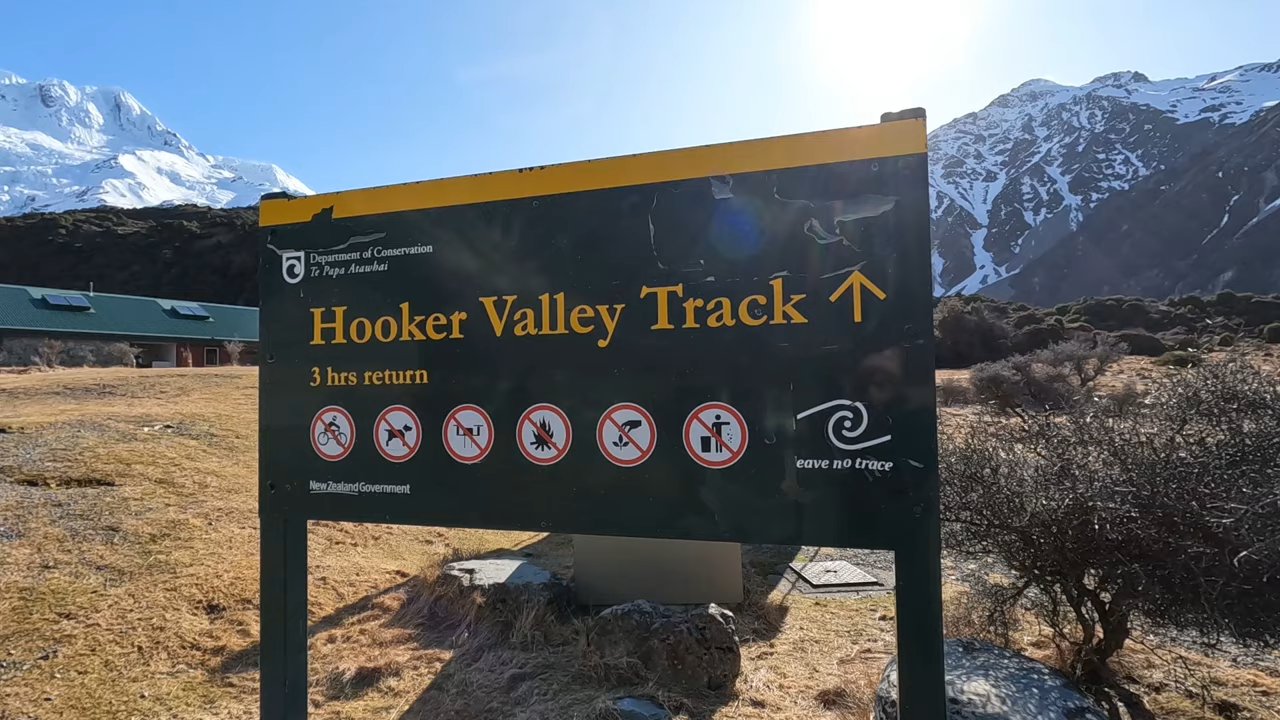 Department of Conservation
Te Papa Atawhai
Hooker Valley Track
3 hrs return
New Zealand Government
eave no trace